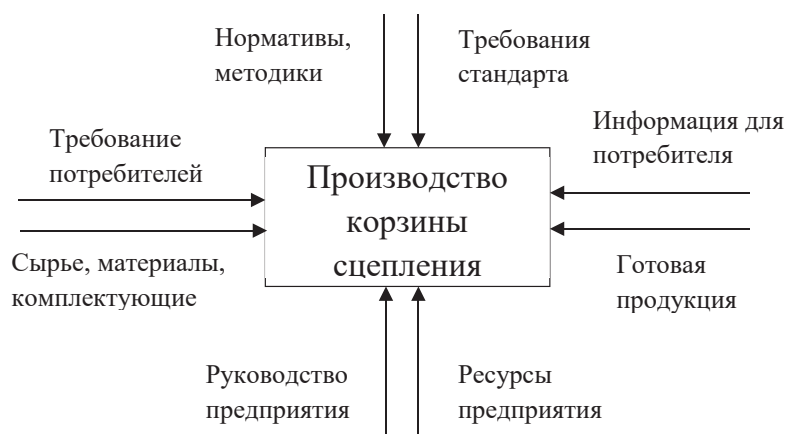 Нормативы,
методики
Требования
стандарта
Требование
потребителей
Информация для
потребителя
Производство
корзины
сцепления
Сырье, материалы,
комплектующие
Готовая
продукция
Руководство
предприятия
Ресурсы
предприятия